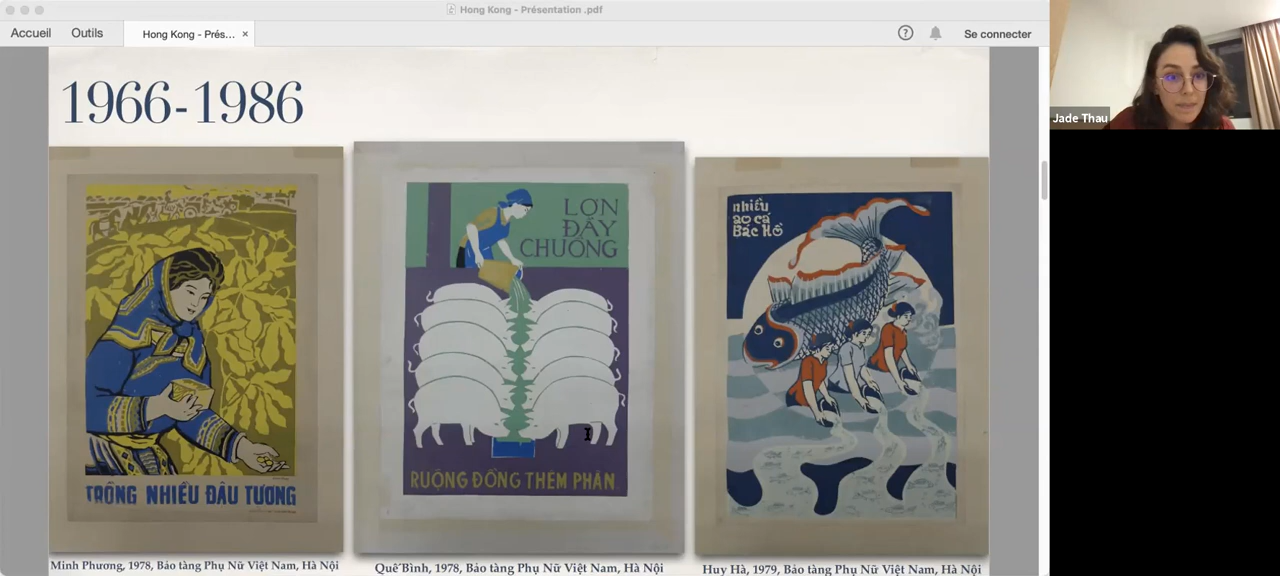 Hong Kong - Présentation .pdf
Accueil
Outils
Hong Kong - Prés... ×
?
Se connecter
Jade Thau
1966-1986
TRỒNG NHIỀU ĐẬU TƯƠNG
LỢN
ĐẦY
CHUỒNG
RUỘNG ĐỒNG THÊM PHÂN
nhiều
ao cá
Bác Hồ
Minh Phương, 1978, Bảo tàng Phụ Nữ Việt Nam, Hà Nội
Quế Bình, 1978, Bảo tàng Phụ Nữ Việt Nam, Hà Nội
Huy Hà, 1979, Bảo tàng Phụ Nữ Việt Nam, Hà Nội